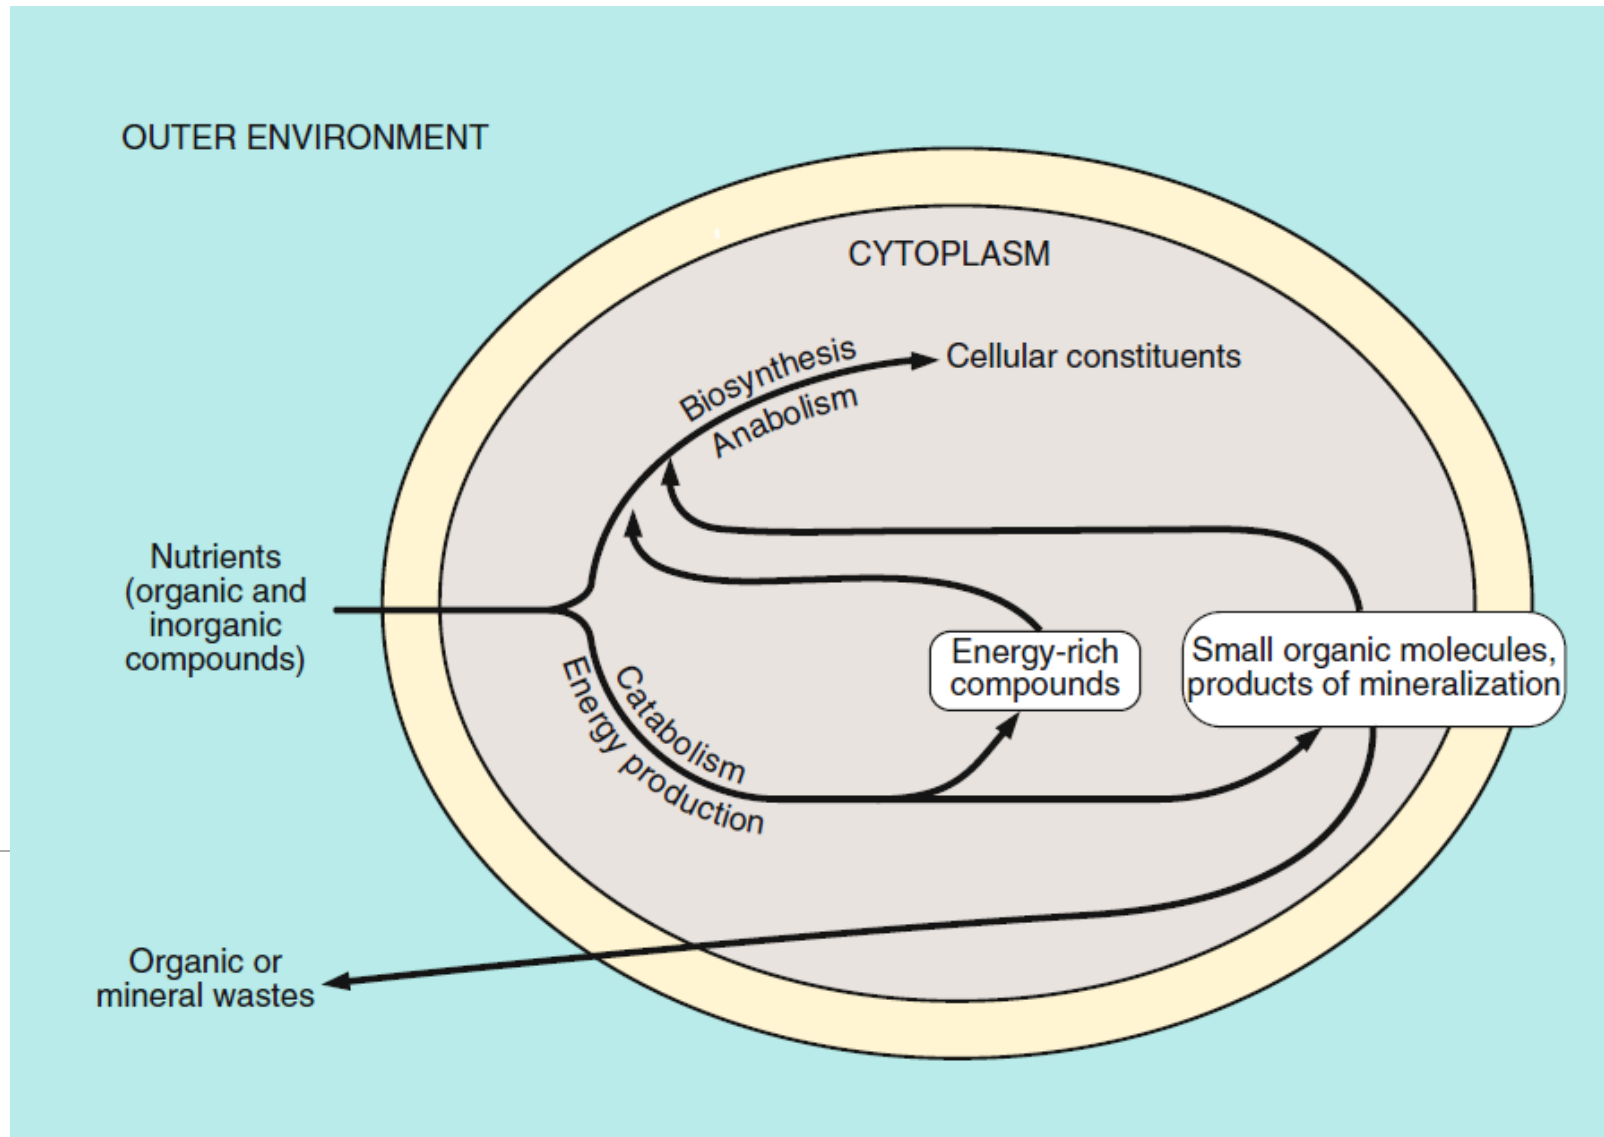 OUTER ENVIRONMENT
CYTOPLASM
Biosynthesis
Anabolism
Cellular constituents
Nutrients
(organic and
inorganic
compounds)
Catabolism
Energy production
Energy-rich
compounds
Small organic molecules,
products of mineralization
Organic or
mineral wastes